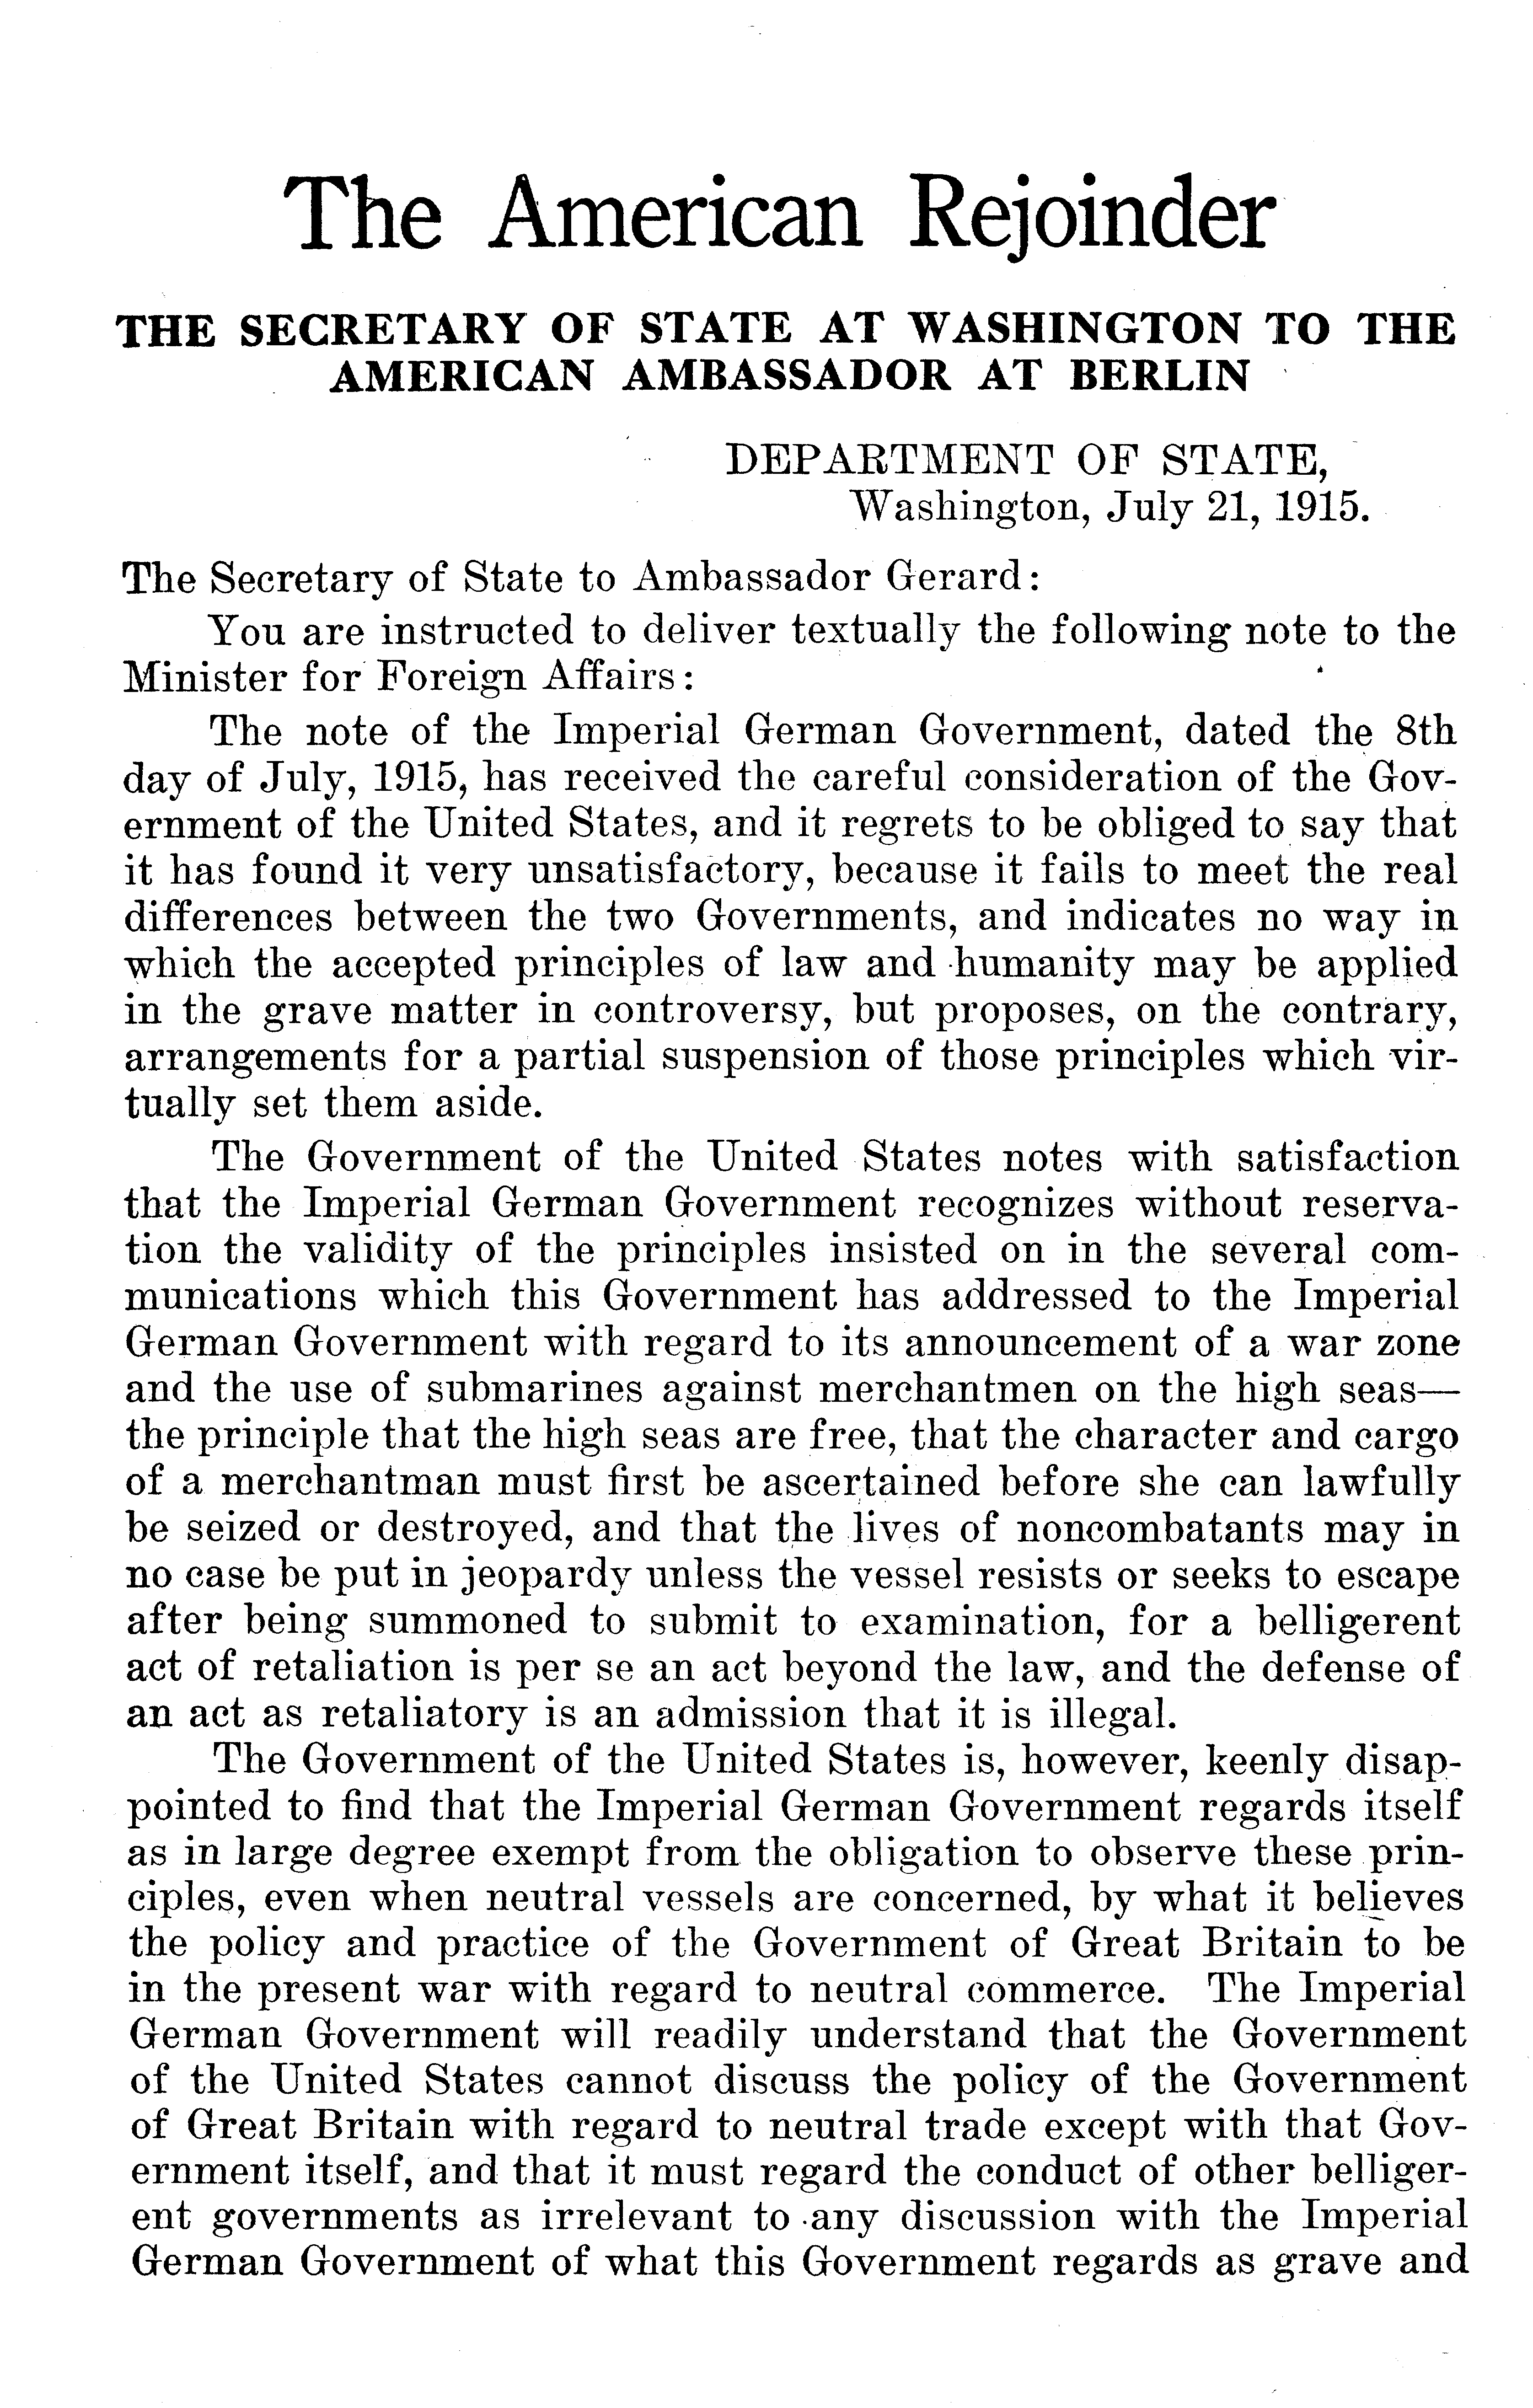 The American Rejoinder
THE SECRETARY OF STATE AT WASHINGTON TO THE
AMERICAN AMBASSADOR AT BERLIN
DEPARTMENT OF STATE,
Washington, July 21, 1915.
The Secretary of State to Ambassador Gerard:
You are instructed to deliver textually the following note to the
Minister for Foreign Affairs:
The note of the Imperial German Government, dated the 8th
day of July, 1915, has received the careful consideration of the Gov-
ernment of the United States, and it regrets to be obliged to say that
it has found it very unsatisfactory, because it fails to meet the real
differences between the two Governments, and indicates no way in
which the accepted principles of law and humanity may be applied
in the grave matter in controversy, but proposes, on the contrary,
arrangements for a partial suspension of those principles which vir-
tually set them aside.
The Government of the United States notes with satisfaction
that the Imperial German Government recognizes without reserva-
tion the validity of the principles insisted on in the several com-
munications which this Government has addressed to the Imperial
German Government with regard to its announcement of a war zone
and the use of submarines against merchantmen on the high seas—
the principle that the high seas are free, that the character and cargo
of a merchantman must first be ascertained before she can lawfully
be seized or destroyed, and that the lives of noncombatants may in
no case be put in jeopardy unless the vessel resists or seeks to escape
after being summoned to submit to examination, for a belligerent
act of retaliation is per se an act beyond the law, and the defense of
an act as retaliatory is an admission that it is illegal.
The Government of the United States is, however, keenly disap-
pointed to find that the Imperial German Government regards itself
as in large degree exempt from the obligation to observe these prin-
ciples, even when neutral vessels are concerned, by what it believes
the policy and practice of the Government of Great Britain to be
in the present war with regard to neutral commerce. The Imperial
German Government will readily understand that the Government
of the United States cannot discuss the policy of the Government
of Great Britain with regard to neutral trade except with that Gov-
ernment itself, and that it must regard the conduct of other belliger-
ent governments as irrelevant to any discussion with the Imperial
German Government of what this Government regards as grave and